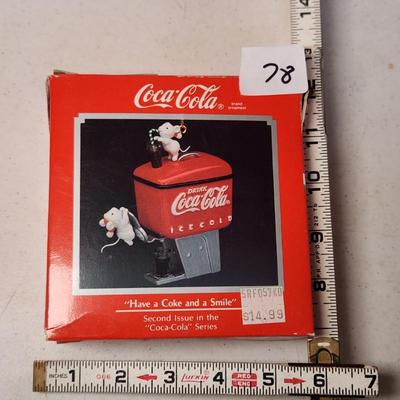 78
Coca-Cola® brand
ornament
DRINK
Coca-Cola
ICE COLD
"Have a Coke and a Smile"
Second Issue in the
"Coca-Cola" Series
$14.99
14
13
12
11
10
9
8
INCHES 1 2 3 LUFKIN 4 RED 5 6 7
END